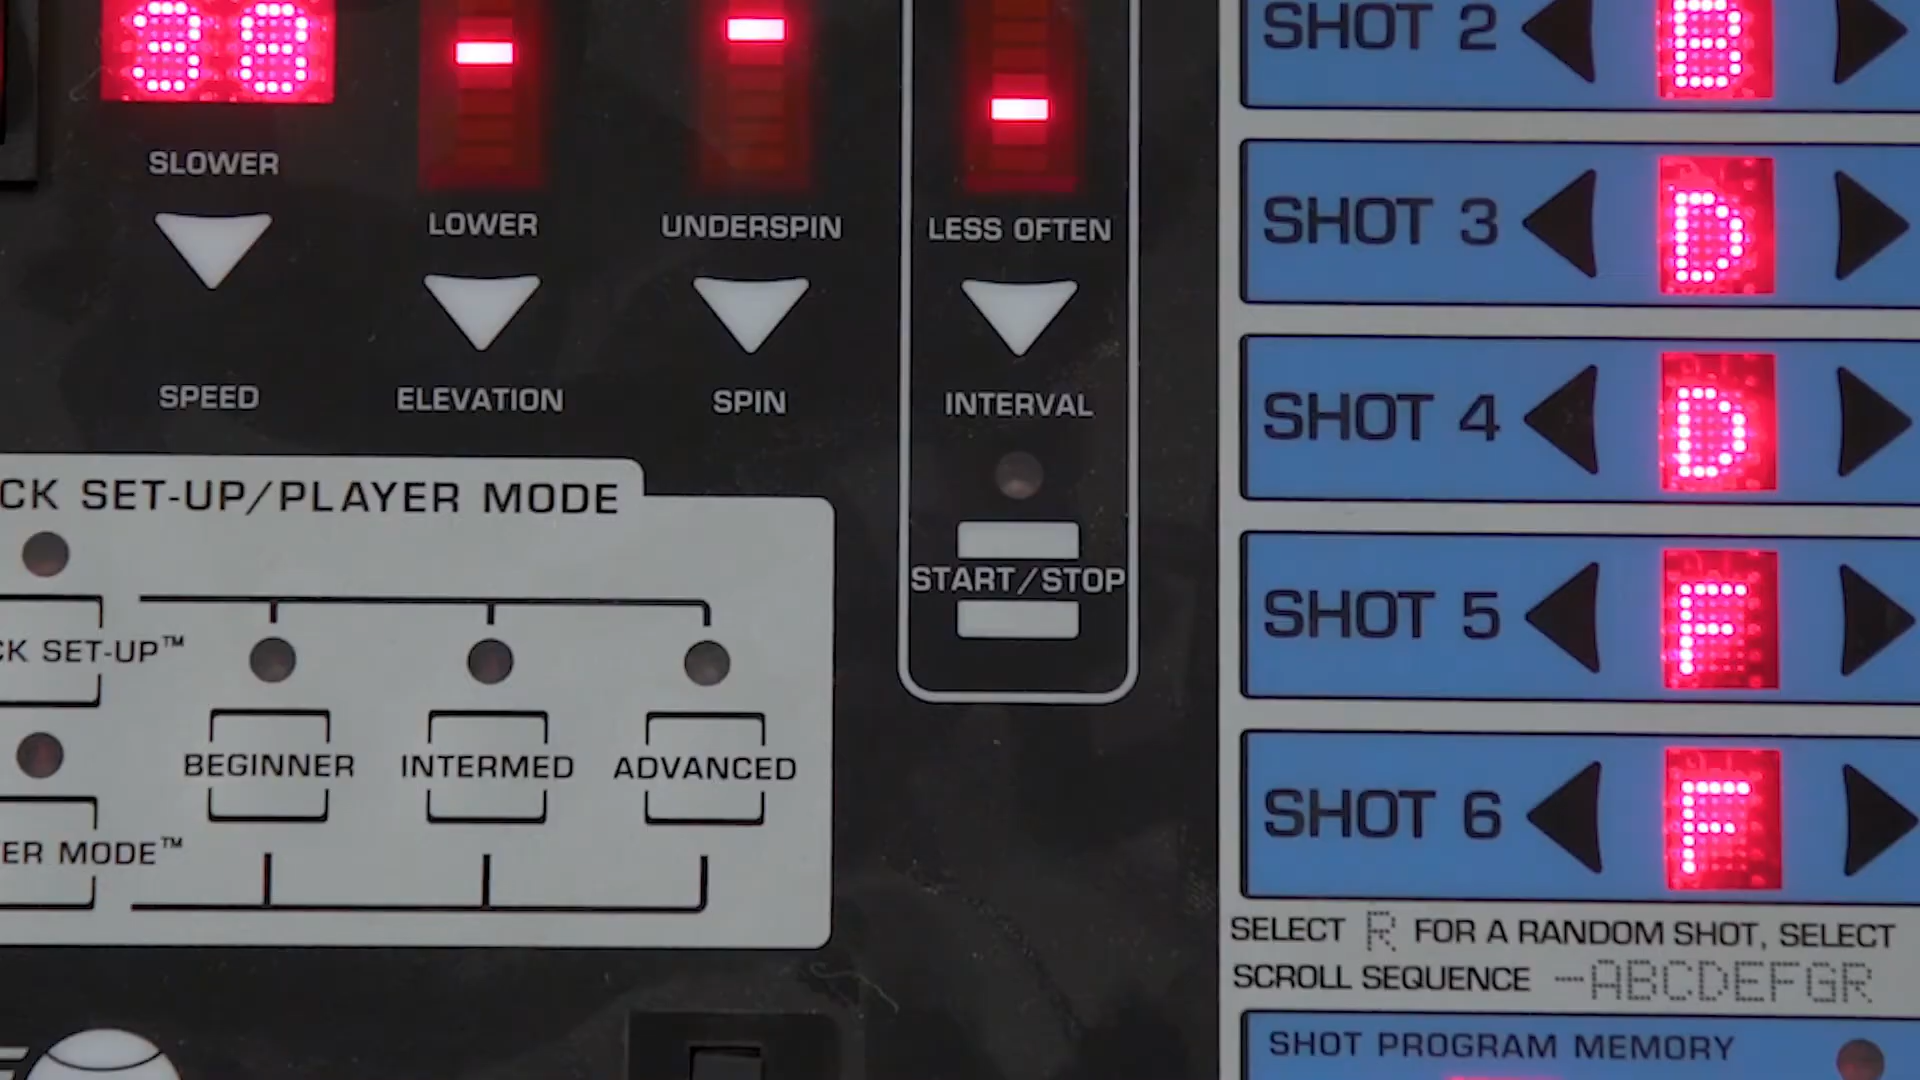 38
SLOWER
SPEED
LOWER
ELEVATION
UNDERSPIN
SPIN
LESS OFTEN
INTERVAL
START/STOP
CK SET-UP/PLAYER MODE
CK SET-UP™
ER MODE™
BEGINNER
INTERMED
ADVANCED
SHOT 2 B
SHOT 3 D
SHOT 4 D
SHOT 5 F
SHOT 6 F
SELECT R FOR A RANDOM SHOT, SELECT
SCROLL SEQUENCE -ABCDEFGR
SHOT PROGRAM MEMORY